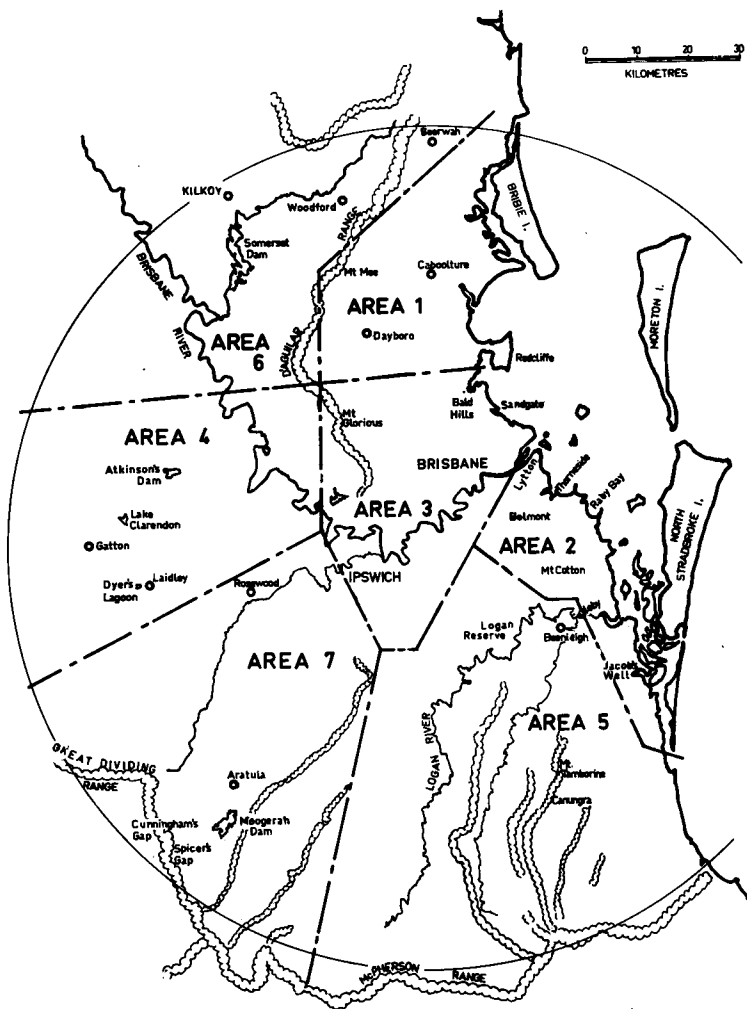 0 10 20 30
KILOMETRES
Beerwah
KILKOY
Woodford
BRIBIE I.
RANGE
Somerset
Dam
BRISBANE
Mt Mee
Caboolture
MORETON I.
AREA 1
RIVER
AREA
6
Dayboro
D'AGUILAR
Redcliffe
Bald
Hills
Sandgate
Mt
Glorious
AREA 4
BRISBANE
Atkinson's
Dam
Lytton
Thorneside
Raby Bay
Lake
Clarendon
AREA 3
Belmont
NORTH
STRADBROKE I.
Gatton
AREA 2
IPSWICH
Mt Cotton
Dyer's
Lagoon
Laidley
Rosewood
Logan
Reserve
Beenleigh
AREA 7
Jacob's
Well
AREA 5
LOGAN RIVER
GREAT DIVIDING
RANGE
Mt
Tamborine
Aratula
Canungra
Moogerah
Dam
Cunningham's
Gap
Spicer's
Gap
McPHERSON RANGE